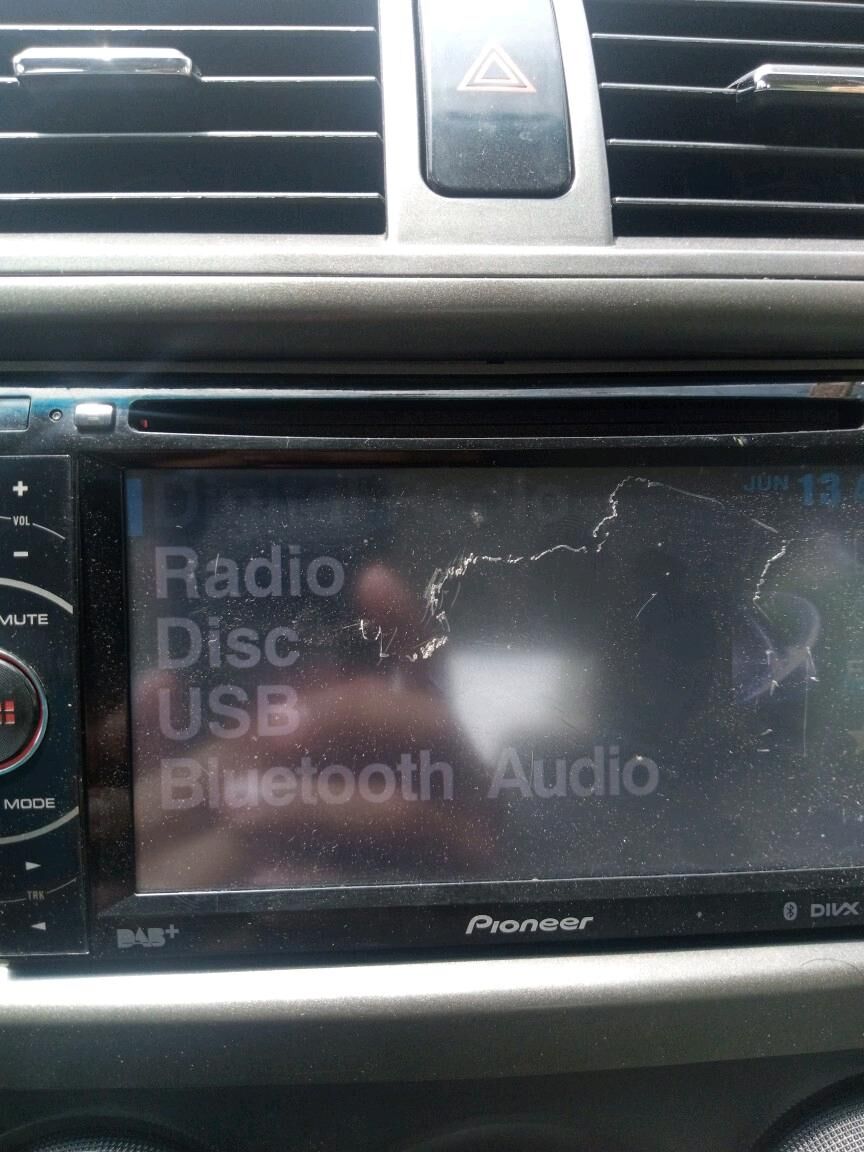 JUN 13
+
VOL
-
MUTE
Radio
Disc
USB
Bluetooth Audio
MODE
TRK
DAB+
Pioneer
DIVX